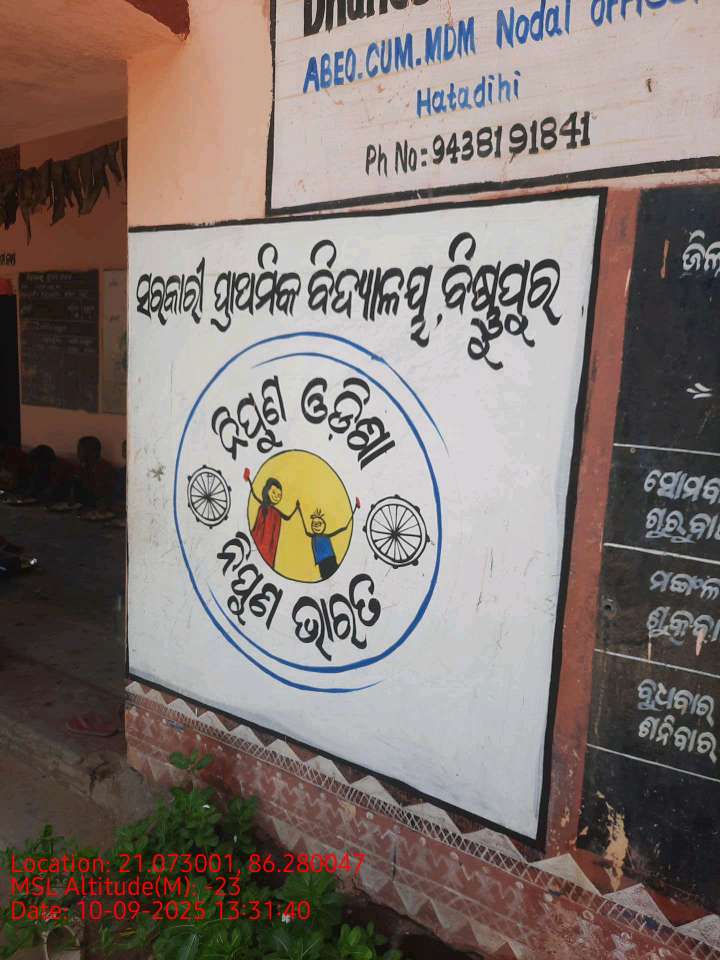 ABEO.CUM.MDM Nodal
Hatadihi
Ph No:9438191841
ସରକାରୀ ପ୍ରାଥମିକ ବିଦ୍ୟାଳୟ, ବିଷ୍ଣୁପୁର
ନିପୁଣ ଓଡ଼ିଶା
ନିପୁଣ ଭାରତ
ସୋମବା
ଗୁରୁବା
ମଙ୍ଗଳ
ଶୁକ୍ରବା
ବୁଧବାର
ଶନିବାର
Location: 21.073001, 86.280047
MSL Altitude(M): -23
Date: 10-09-2025 13:31:40